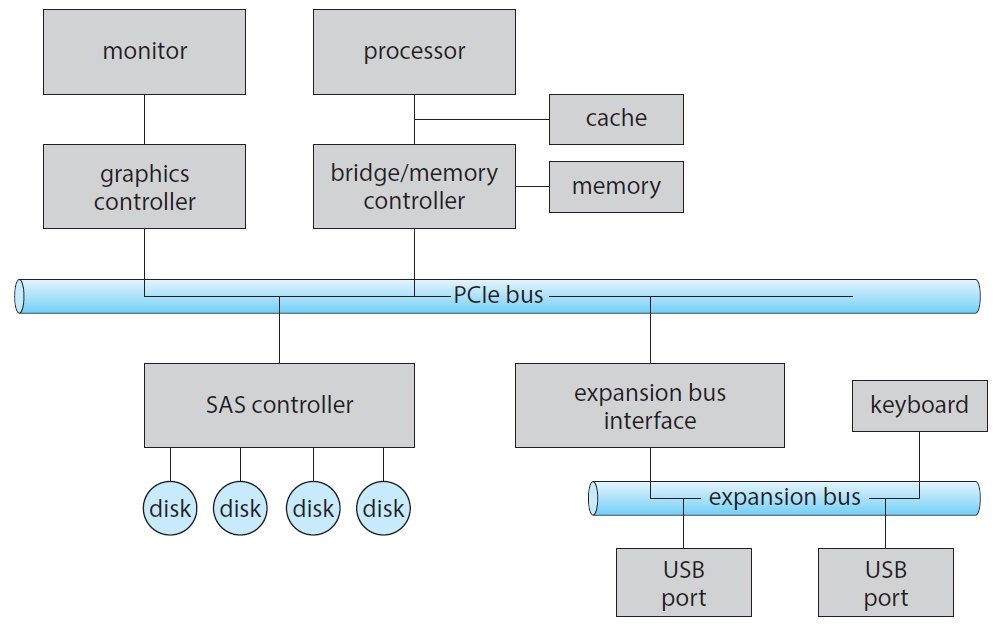 monitor
processor
cache
graphics
controller
bridge/memory
controller
memory
PCIe bus
SAS controller
expansion bus
interface
keyboard
disk
disk
disk
disk
expansion bus
USB
port
USB
port